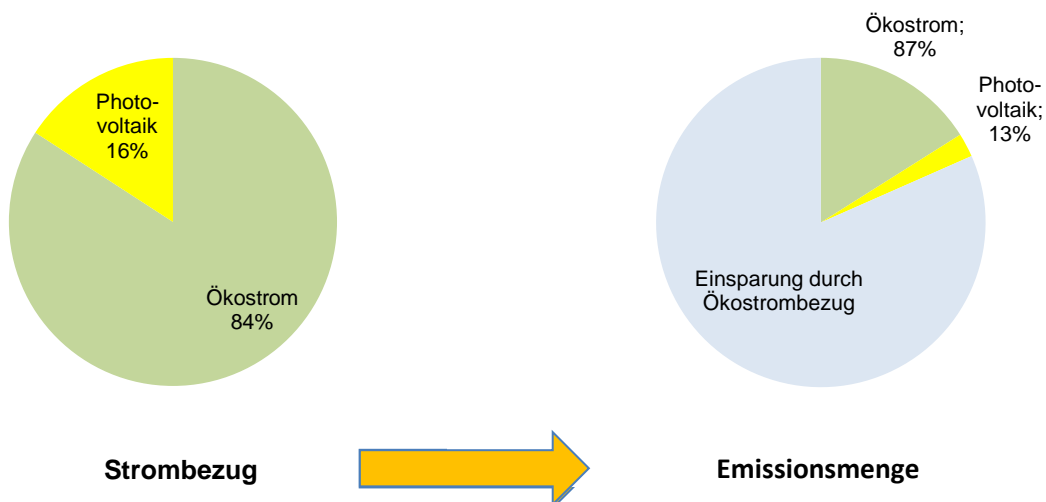 Photo-
voltaik
16%
Ökostrom
84%
Ökostrom;
87%
Photo-
voltaik;
13%
Einsparung durch
Ökostrombezug
Strombezug
Emissionsmenge